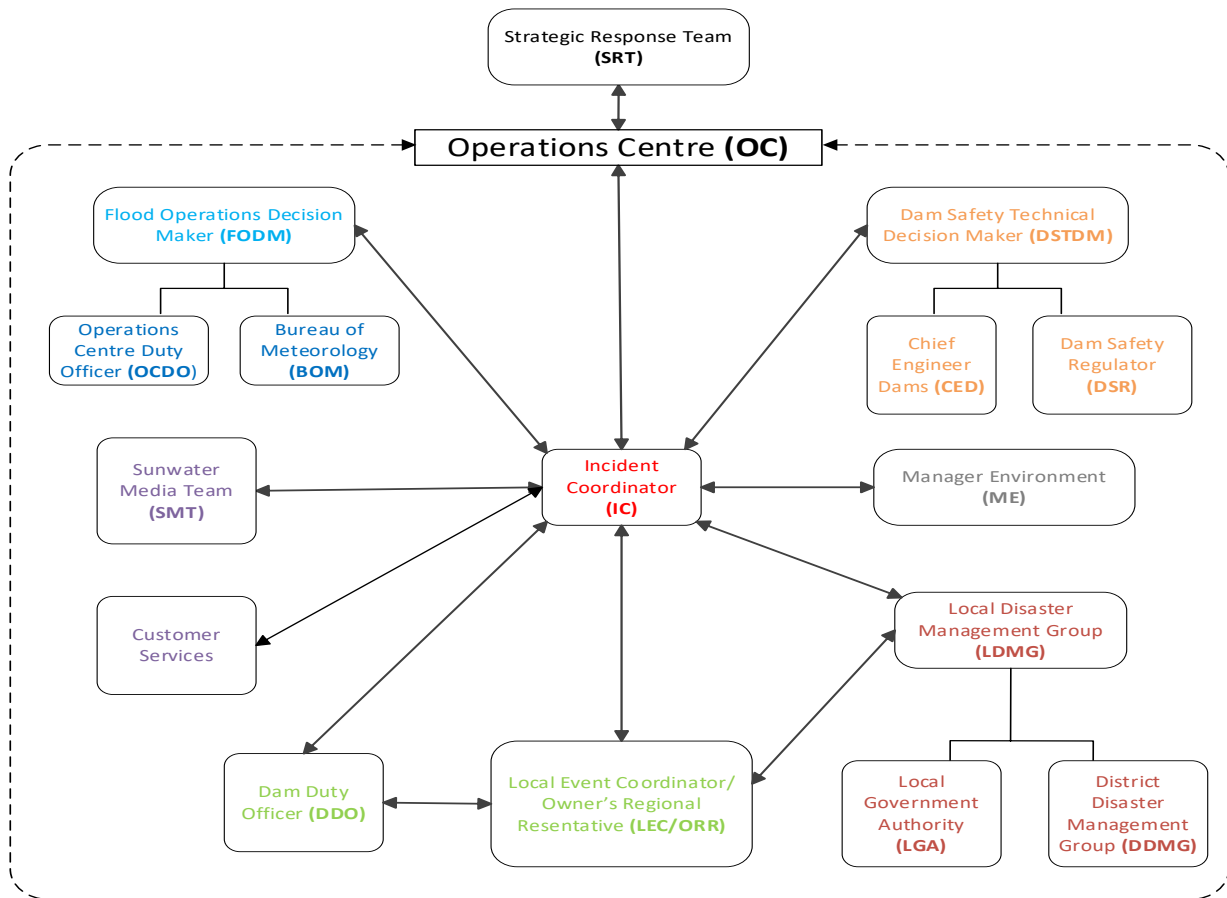 Strategic Response Team
(SRT)
Operations Centre (OC)
Flood Operations Decision
Maker (FODM)
Dam Safety Technical
Decision Maker (DSTDM)
Operations
Centre Duty
Officer (OCDO)
Bureau of
Meteorology
(BOM)
Chief
Engineer
Dams (CED)
Dam Safety
Regulator
(DSR)
Sunwater
Media Team
(SMT)
Incident
Coordinator
(IC)
Manager Environment
(ME)
Customer
Services
Local Disaster
Management Group
(LDMG)
Dam Duty
Officer (DDO)
Local Event Coordinator/
Owner’s Regional
Resentative (LEC/ORR)
Local
Government
Authority
(LGA)
District
Disaster
Management
Group (DDMG)